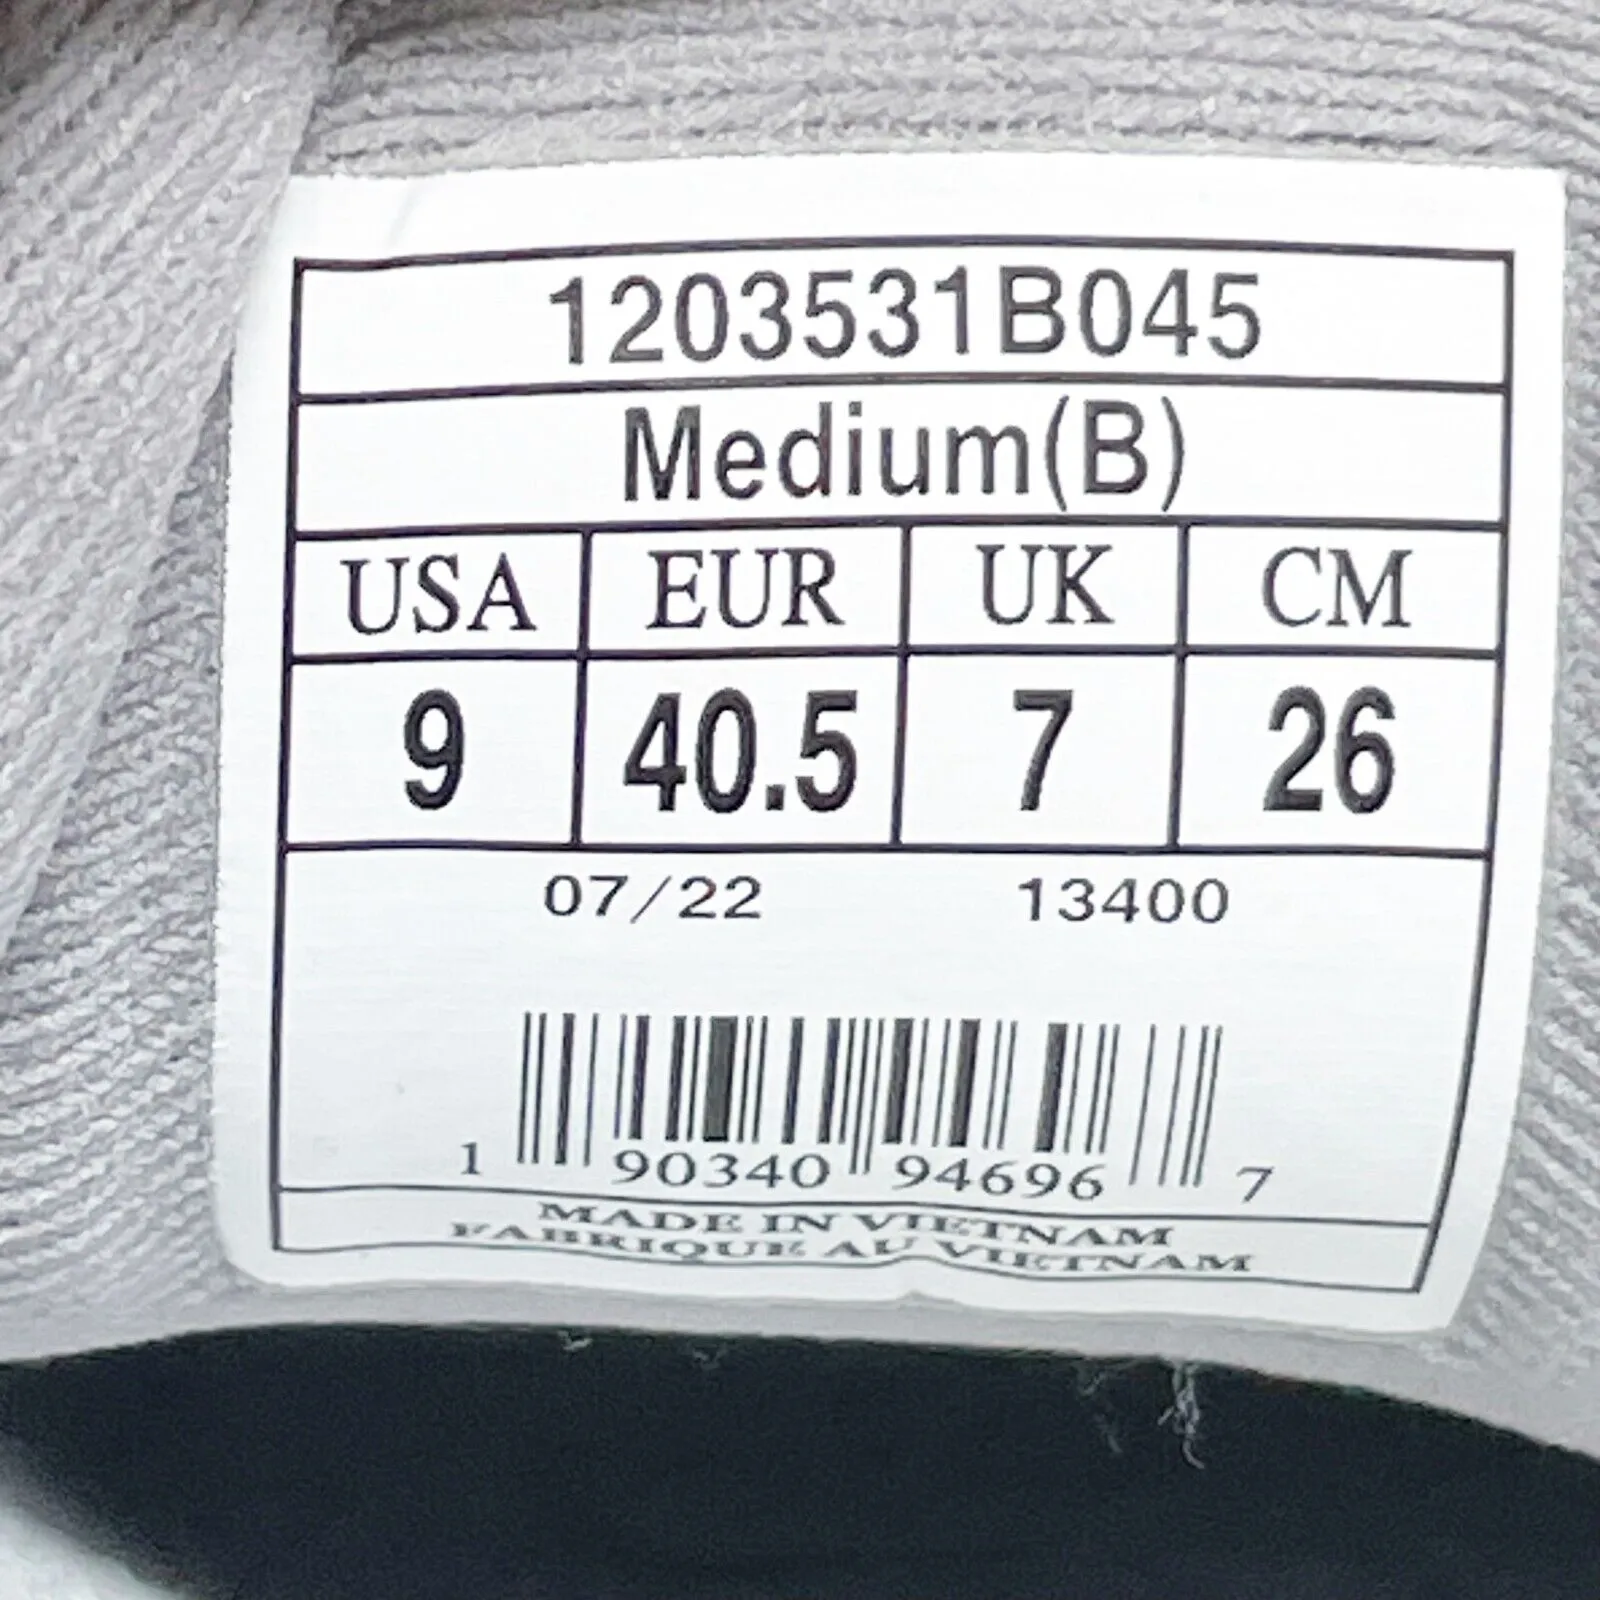 1203531B045
Medium(B)
USA EUR UK CM
9 40.5 7 26
07/22 13400
1 90340 94696 7
MADE IN VIETNAM
FABRIQUE AU VIETNAM